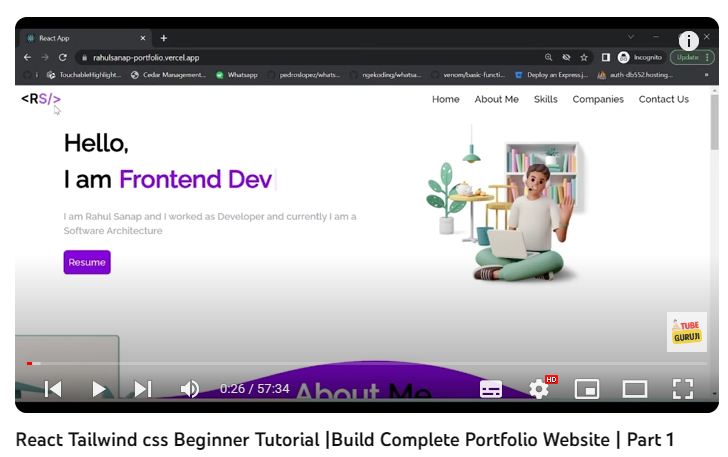 React App
rahulsanap-portfolio.vercel.app
Incognito
Update
TouchableHighlight...
Cedar Management...
Whatsapp
pedroslopez/whats...
ngekoding/whatsa...
venom/basic-functi...
Deploy an Express.j...
auth-db552.hosting...
<RS/>
Home
About Me
Skills
Companies
Contact Us
Hello,
I am Frontend Dev
I am Rahul Sanap and I worked as Developer and currently I am a
Software Architecture
Resume
TUBE
GURUJI
About Me
0:26 / 57:34
HD
React Tailwind css Beginner Tutorial |Build Complete Portfolio Website | Part 1